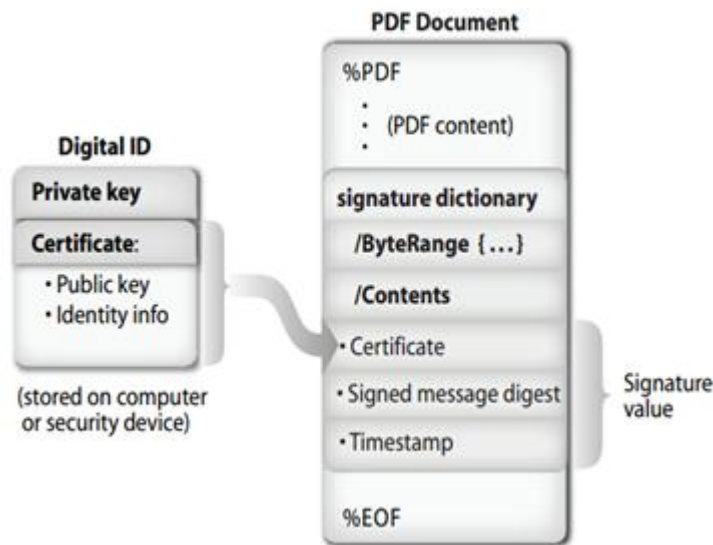 PDF Document
%PDF
•
• (PDF content)
•
Digital ID
Private key
Certificate:
• Public key
• Identity info
(stored on computer
or security device)
signature dictionary
/ByteRange {...}
/Contents
• Certificate
• Signed message digest
• Timestamp
Signature
value
%EOF